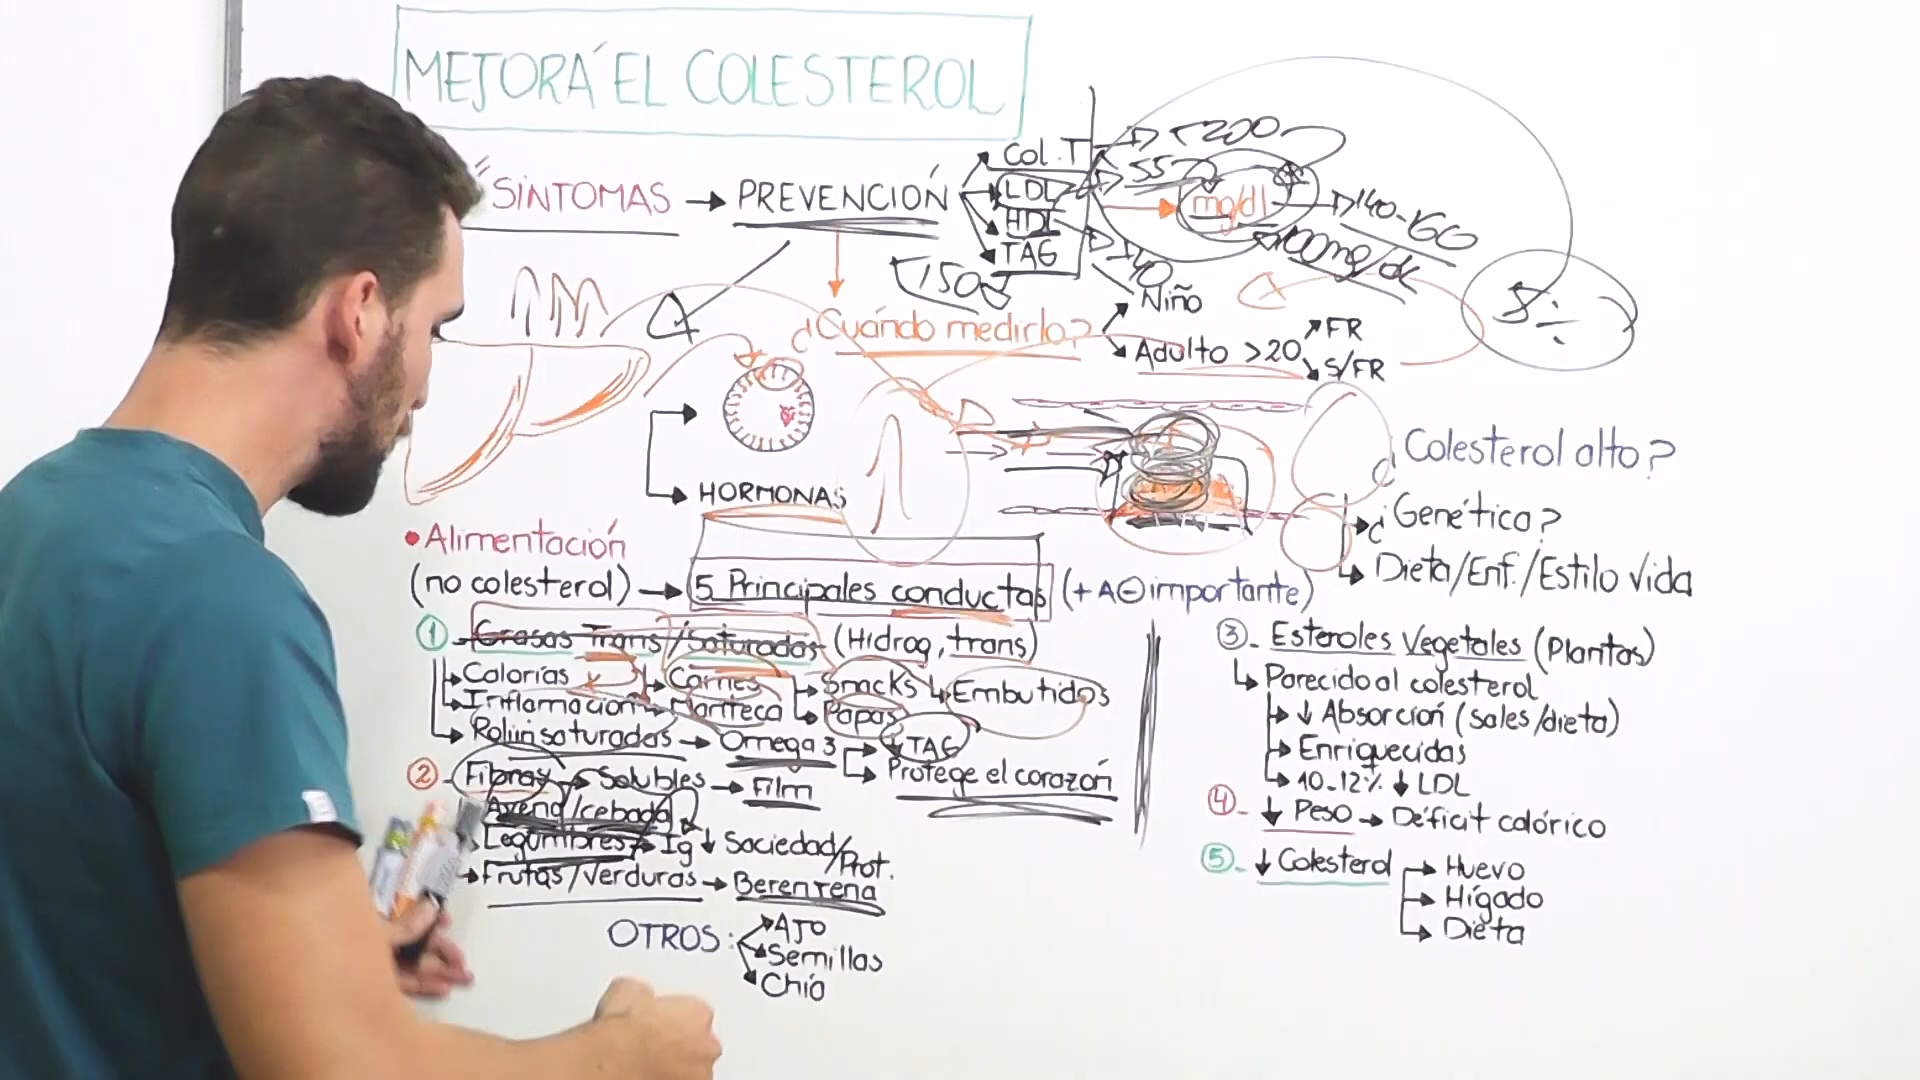 MEJORÁ EL COLESTEROL
SINTOMAS → PREVENCIÓN
Col. T → <200
LDL → 55
HDL → 40
TAG
<150
mg/dl → 140-160
<100mg/dL
¿Cuándo medirlo?
Niño
Adulto >20
FR
S/FR
HORMONAS
¿Colesterol alto?
¿Genético?
Dieta/Enf./Estilo vida
• Alimentación
(no colesterol) → 5 Principales conductas (+ A ⊖ importante)
1 - Grasas Trans/Saturadas (Hidrog, trans)
Calorías
Carnes
Snacks
Embutidos
Inflamación
Manteca
Papas
Poliinsaturadas → Omega 3
↓ TAG
Protege el corazón
2 - Fibra → Solubles → Film
Avena/cebada
Legumbres → Ig ↓ Saciedad/Prot.
Frutas/Verduras → Berenjena
OTROS:
Ajo
Semillas
Chía
3 - Esteroles Vegetales (Plantas)
Parecido al colesterol
↓ Absorción (sales/dieta)
Enriquecidas
10-12% ↓ LDL
4 - ↓ Peso → Déficit calórico
5 - ↓ Colesterol
Huevo
Hígado
Dieta